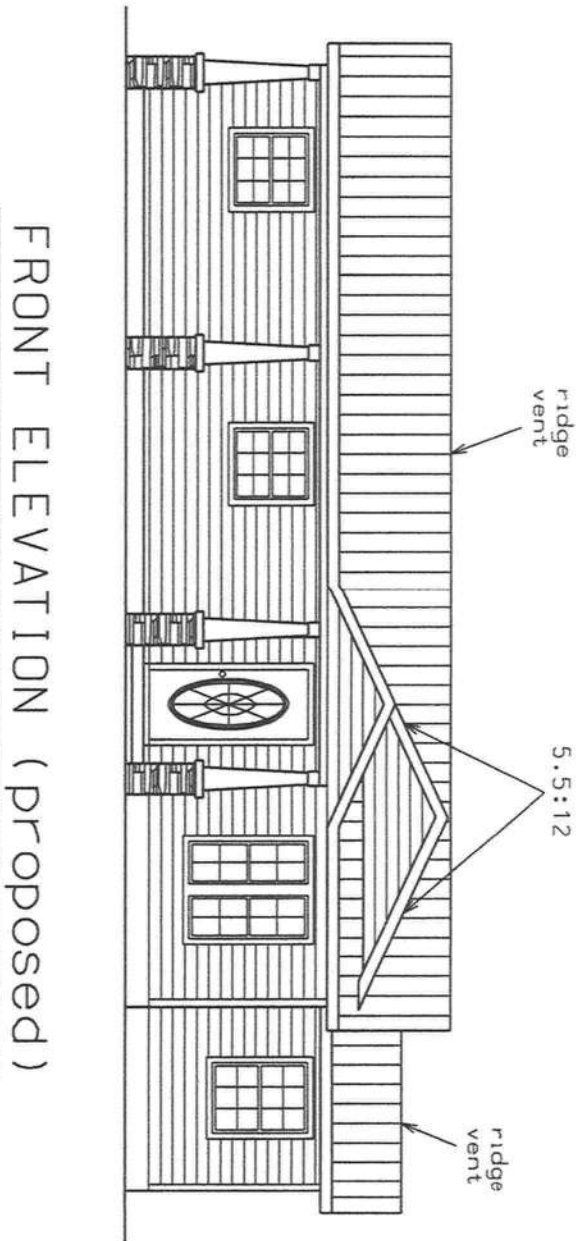 ridge
vent
5.5:12
ridge
vent
FRONT ELEVATION (proposed)